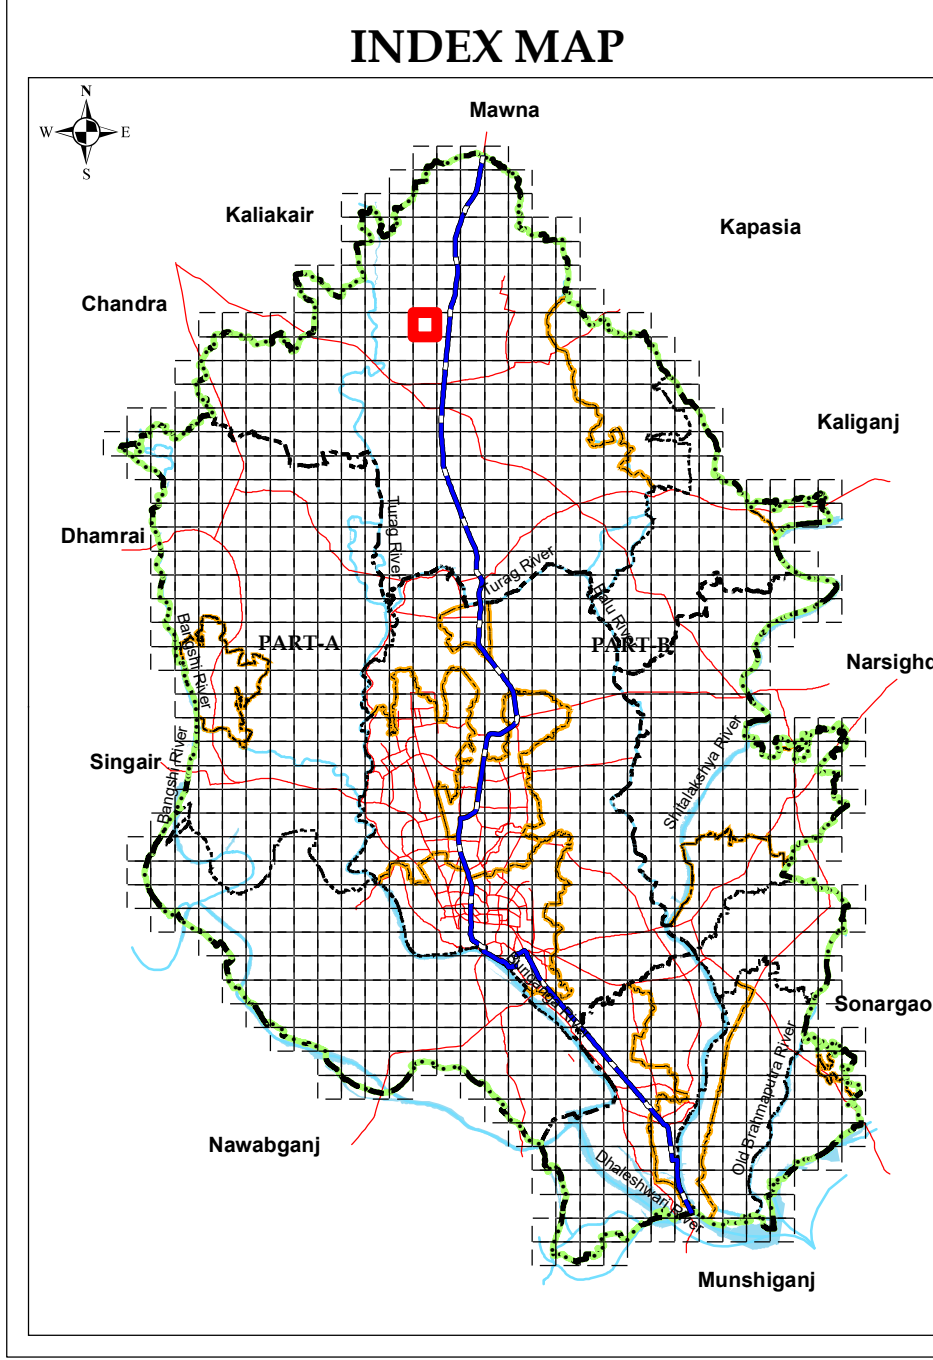 INDEX MAP
N
W E
S
Mawna
Kaliakair
Kapasia
Chandra
Kaliganj
Dhamrai
Turag River
Turag River
Balu River
Bangshi River
PART-A
PART-B
Narsighd
Shitalakshya River
Singair
Bangshi River
Buriganga River
Sonargao
Old Brahmaputra River
Nawabganj
Dhaleshwari River
Munshiganj